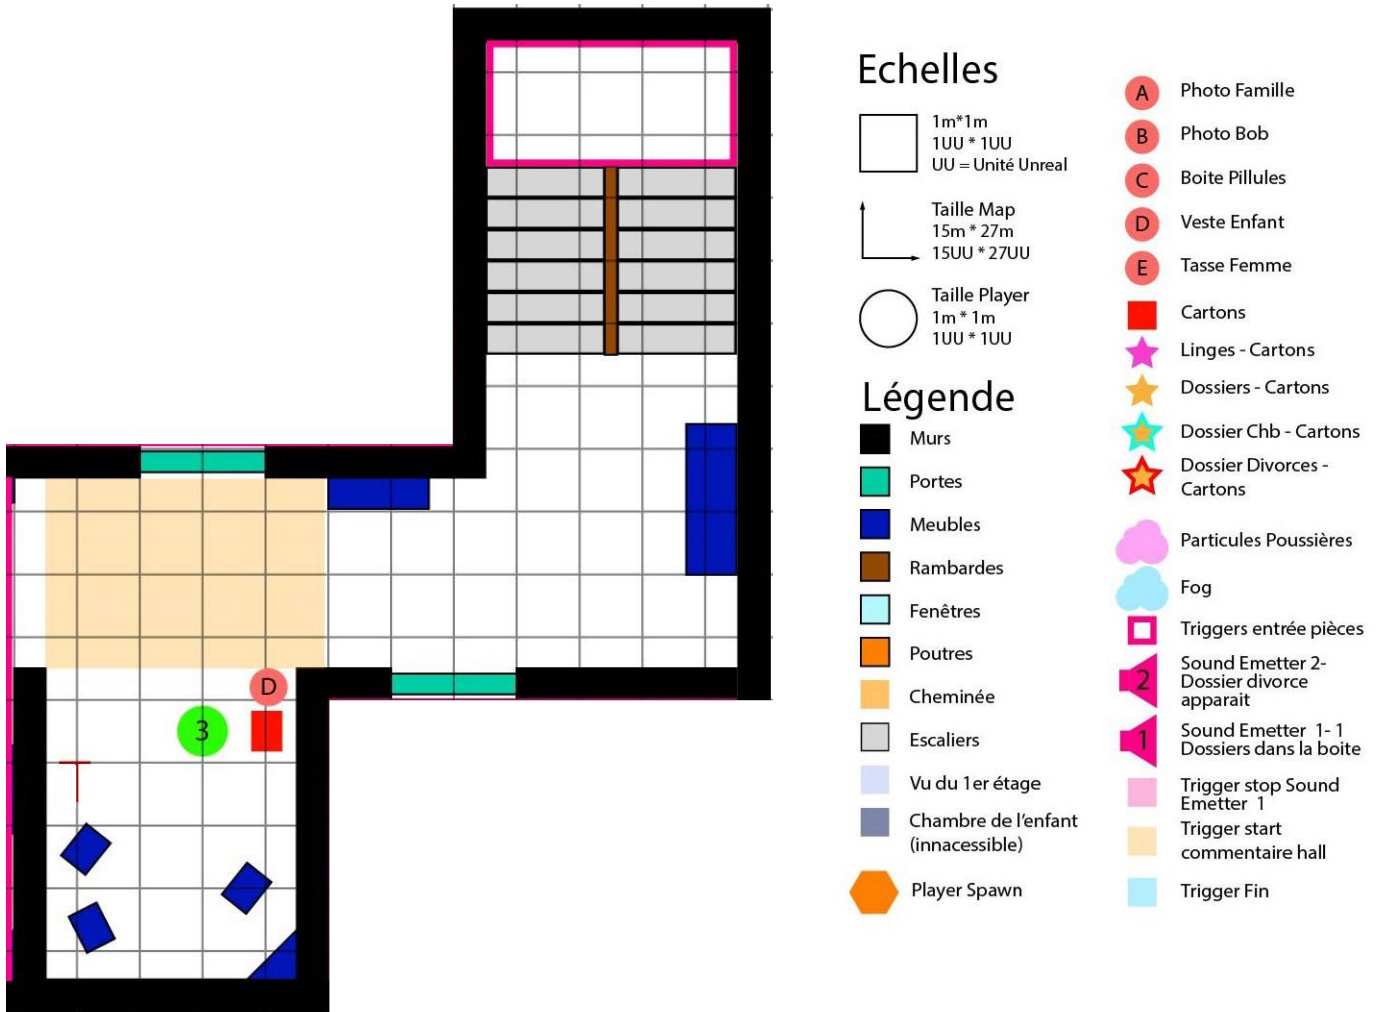 D
3
Echelles
1m*1m
1UU * 1UU
UU = Unité Unreal
Taille Map
15m * 27m
15UU * 27UU
Taille Player
1m * 1m
1UU * 1UU
Légende
Murs
Portes
Meubles
Rambardes
Fenêtres
Poutres
Cheminée
Escaliers
Vu du 1er étage
Chambre de l'enfant
(innacessible)
Player Spawn
A Photo Famille
B Photo Bob
C Boite Pillules
D Veste Enfant
E Tasse Femme
Cartons
Linges - Cartons
Dossiers - Cartons
Dossier Chb - Cartons
Dossier Divorces -
Cartons
Particules Poussières
Fog
Triggers entrée pièces
2 Sound Emetter 2-
Dossier divorce
apparait
1 Sound Emetter 1- 1
Dossiers dans la boite
Trigger stop Sound
Emetter 1
Trigger start
commentaire hall
Trigger Fin